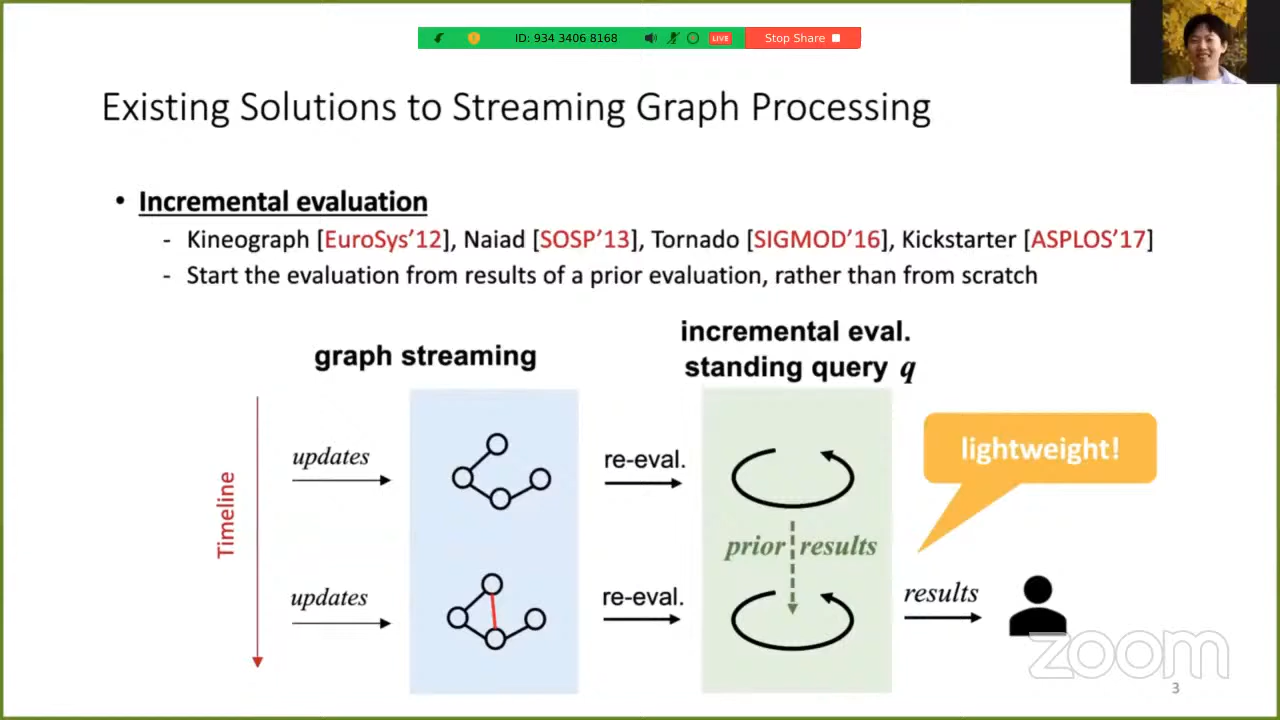 ID: 934 3406 8168
LIVE
Stop Share
Existing Solutions to Streaming Graph Processing
• Incremental evaluation
- Kineograph [EuroSys’12], Naiad [SOSP’13], Tornado [SIGMOD’16], Kickstarter [ASPLOS’17]
- Start the evaluation from results of a prior evaluation, rather than from scratch
graph streaming
incremental eval.
standing query q
Timeline
updates
re-eval.
lightweight!
prior results
updates
re-eval.
results
zoom
3